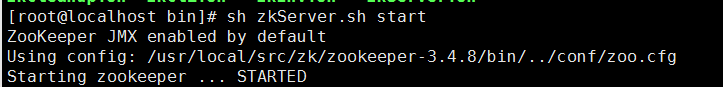 [root@localhost bin]# sh zkServer.sh start
ZooKeeper JMX enabled by default
Using config: /usr/local/src/zk/zookeeper-3.4.8/bin/../conf/zoo.cfg
Starting zookeeper ... STARTED